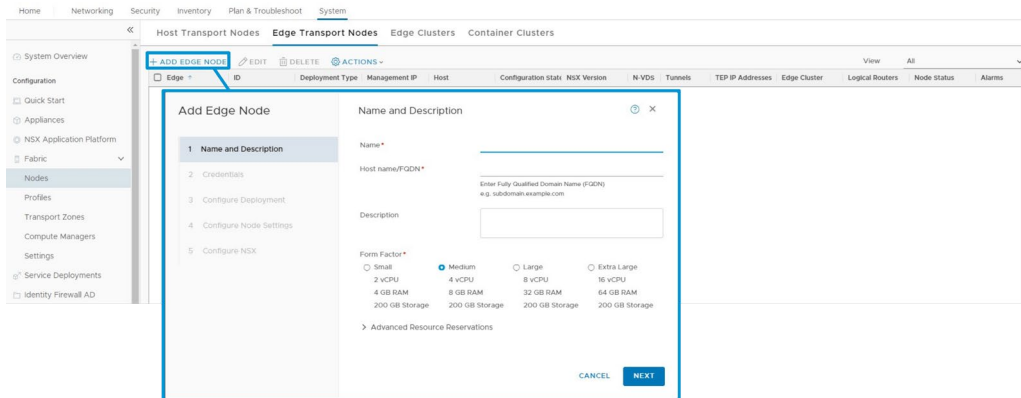 Home Networking Security Inventory Plan & Troubleshoot System
«
Host Transport Nodes Edge Transport Nodes Edge Clusters Container Clusters
System Overview
Configuration
Quick Start
Appliances
NSX Application Platform
Fabric
Nodes
Profiles
Transport Zones
Compute Managers
Settings
Service Deployments
Identity Firewall AD
+ ADD EDGE NODE EDIT DELETE ACTIONS
View All
Edge ↑ ID Deployment Type Management IP Host Configuration State NSX Version N-VDS Tunnels TEP IP Addresses Edge Cluster Logical Routers Node Status Alarms
Add Edge Node
1 Name and Description
2 Credentials
3 Configure Deployment
4 Configure Node Settings
5 Configure NSX
Name and Description
Name*
Host name/FQDN*
Enter Fully Qualified Domain Name (FQDN)
e.g. subdomain.example.com
Description
Form Factor*
Small Medium Large Extra Large
2 vCPU 4 vCPU 8 vCPU 16 vCPU
4 GB RAM 8 GB RAM 32 GB RAM 64 GB RAM
200 GB Storage 200 GB Storage 200 GB Storage 200 GB Storage
> Advanced Resource Reservations
CANCEL NEXT